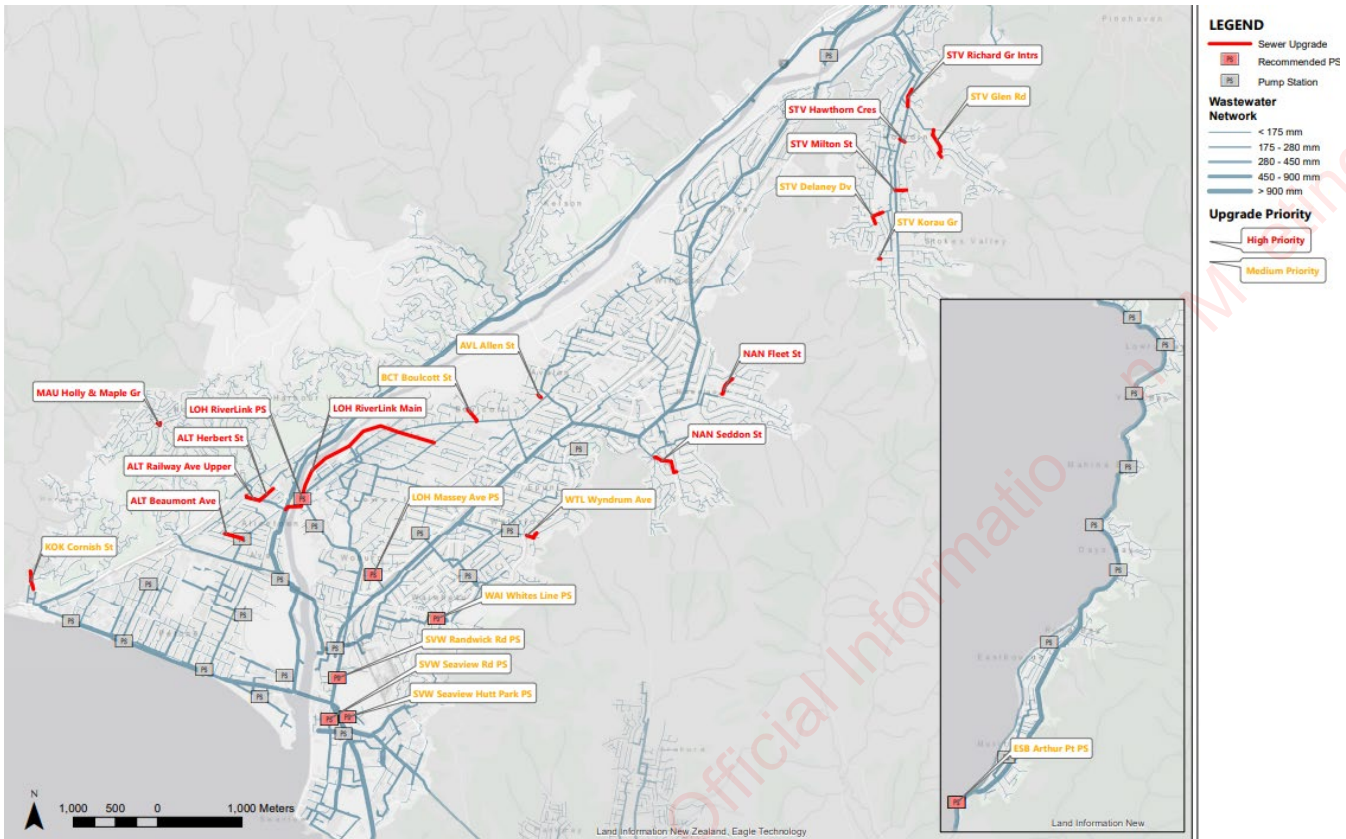 LEGEND
Sewer Upgrade
PS Recommended PS
PS Pump Station
Wastewater
Network
< 175 mm
175 - 280 mm
280 - 450 mm
450 - 900 mm
> 900 mm
Upgrade Priority
High Priority
Medium Priority
STV Richard Gr Intrs
STV Glen Rd
STV Hawthorn Cres
STV Milton St
STV Delaney Dv
STV Korau Gr
Stokes Valley
AVL Allen St
BCT Boulcott St
NAN Fleet St
MAU Holly & Maple Gr
LOH RiverLink PS
LOH RiverLink Main
ALT Herbert St
NAN Seddon St
ALT Railway Ave Upper
ALT Beaumont Ave
LOH Massey Ave PS
WTL Wyndrum Ave
KOK Cornish St
WAI Whites Line PS
SVW Randwick Rd PS
SVW Seaview Rd PS
SVW Seaview Hutt Park PS
ESB Arthur Pt PS
N
1,000 500 0 1,000 Meters
Land Information New Zealand, Eagle Technology
Land Information New
Official Information